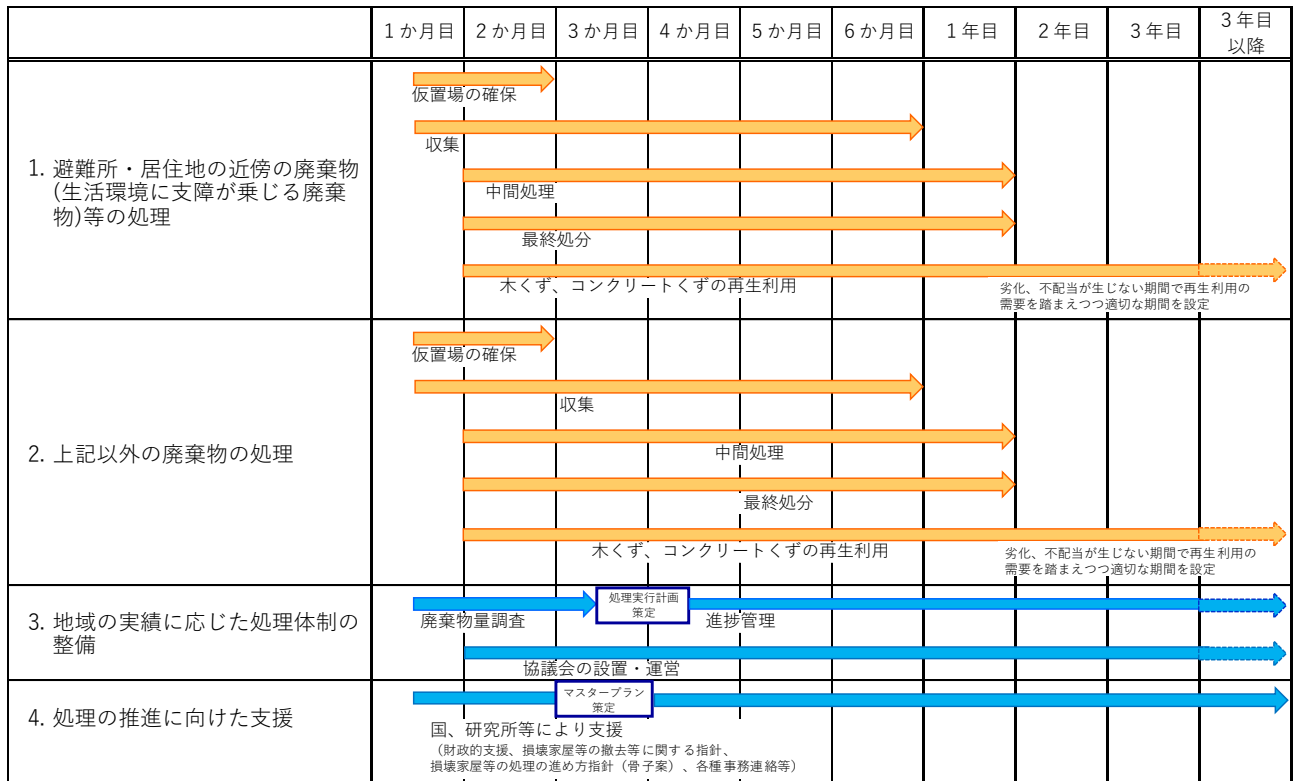 1か月目 2か月目 3か月目 4か月目 5か月目 6か月目 1年目 2年目 3年目 3年目
以降
1. 避難所・居住地の近傍の廃棄物
(生活環境に支障が乗じる廃棄
物)等の処理
仮置場の確保
収集
中間処理
最終処分
木くず、コンクリートくずの再生利用
劣化、不配当が生じない期間で再生利用の
需要を踏まえつつ適切な期間を設定
2. 上記以外の廃棄物の処理
仮置場の確保
収集
中間処理
最終処分
木くず、コンクリートくずの再生利用
劣化、不配当が生じない期間で再生利用の
需要を踏まえつつ適切な期間を設定
3. 地域の実績に応じた処理体制の
整備
廃棄物量調査
処理実行計画
策定
進捗管理
協議会の設置・運営
4. 処理の推進に向けた支援
マスタープラン
策定
国、研究所等により支援
（財政的支援、損壊家屋等の撤去等に関する指針、
損壊家屋等の処理の進め方指針（骨子案）、各種事務連絡等）